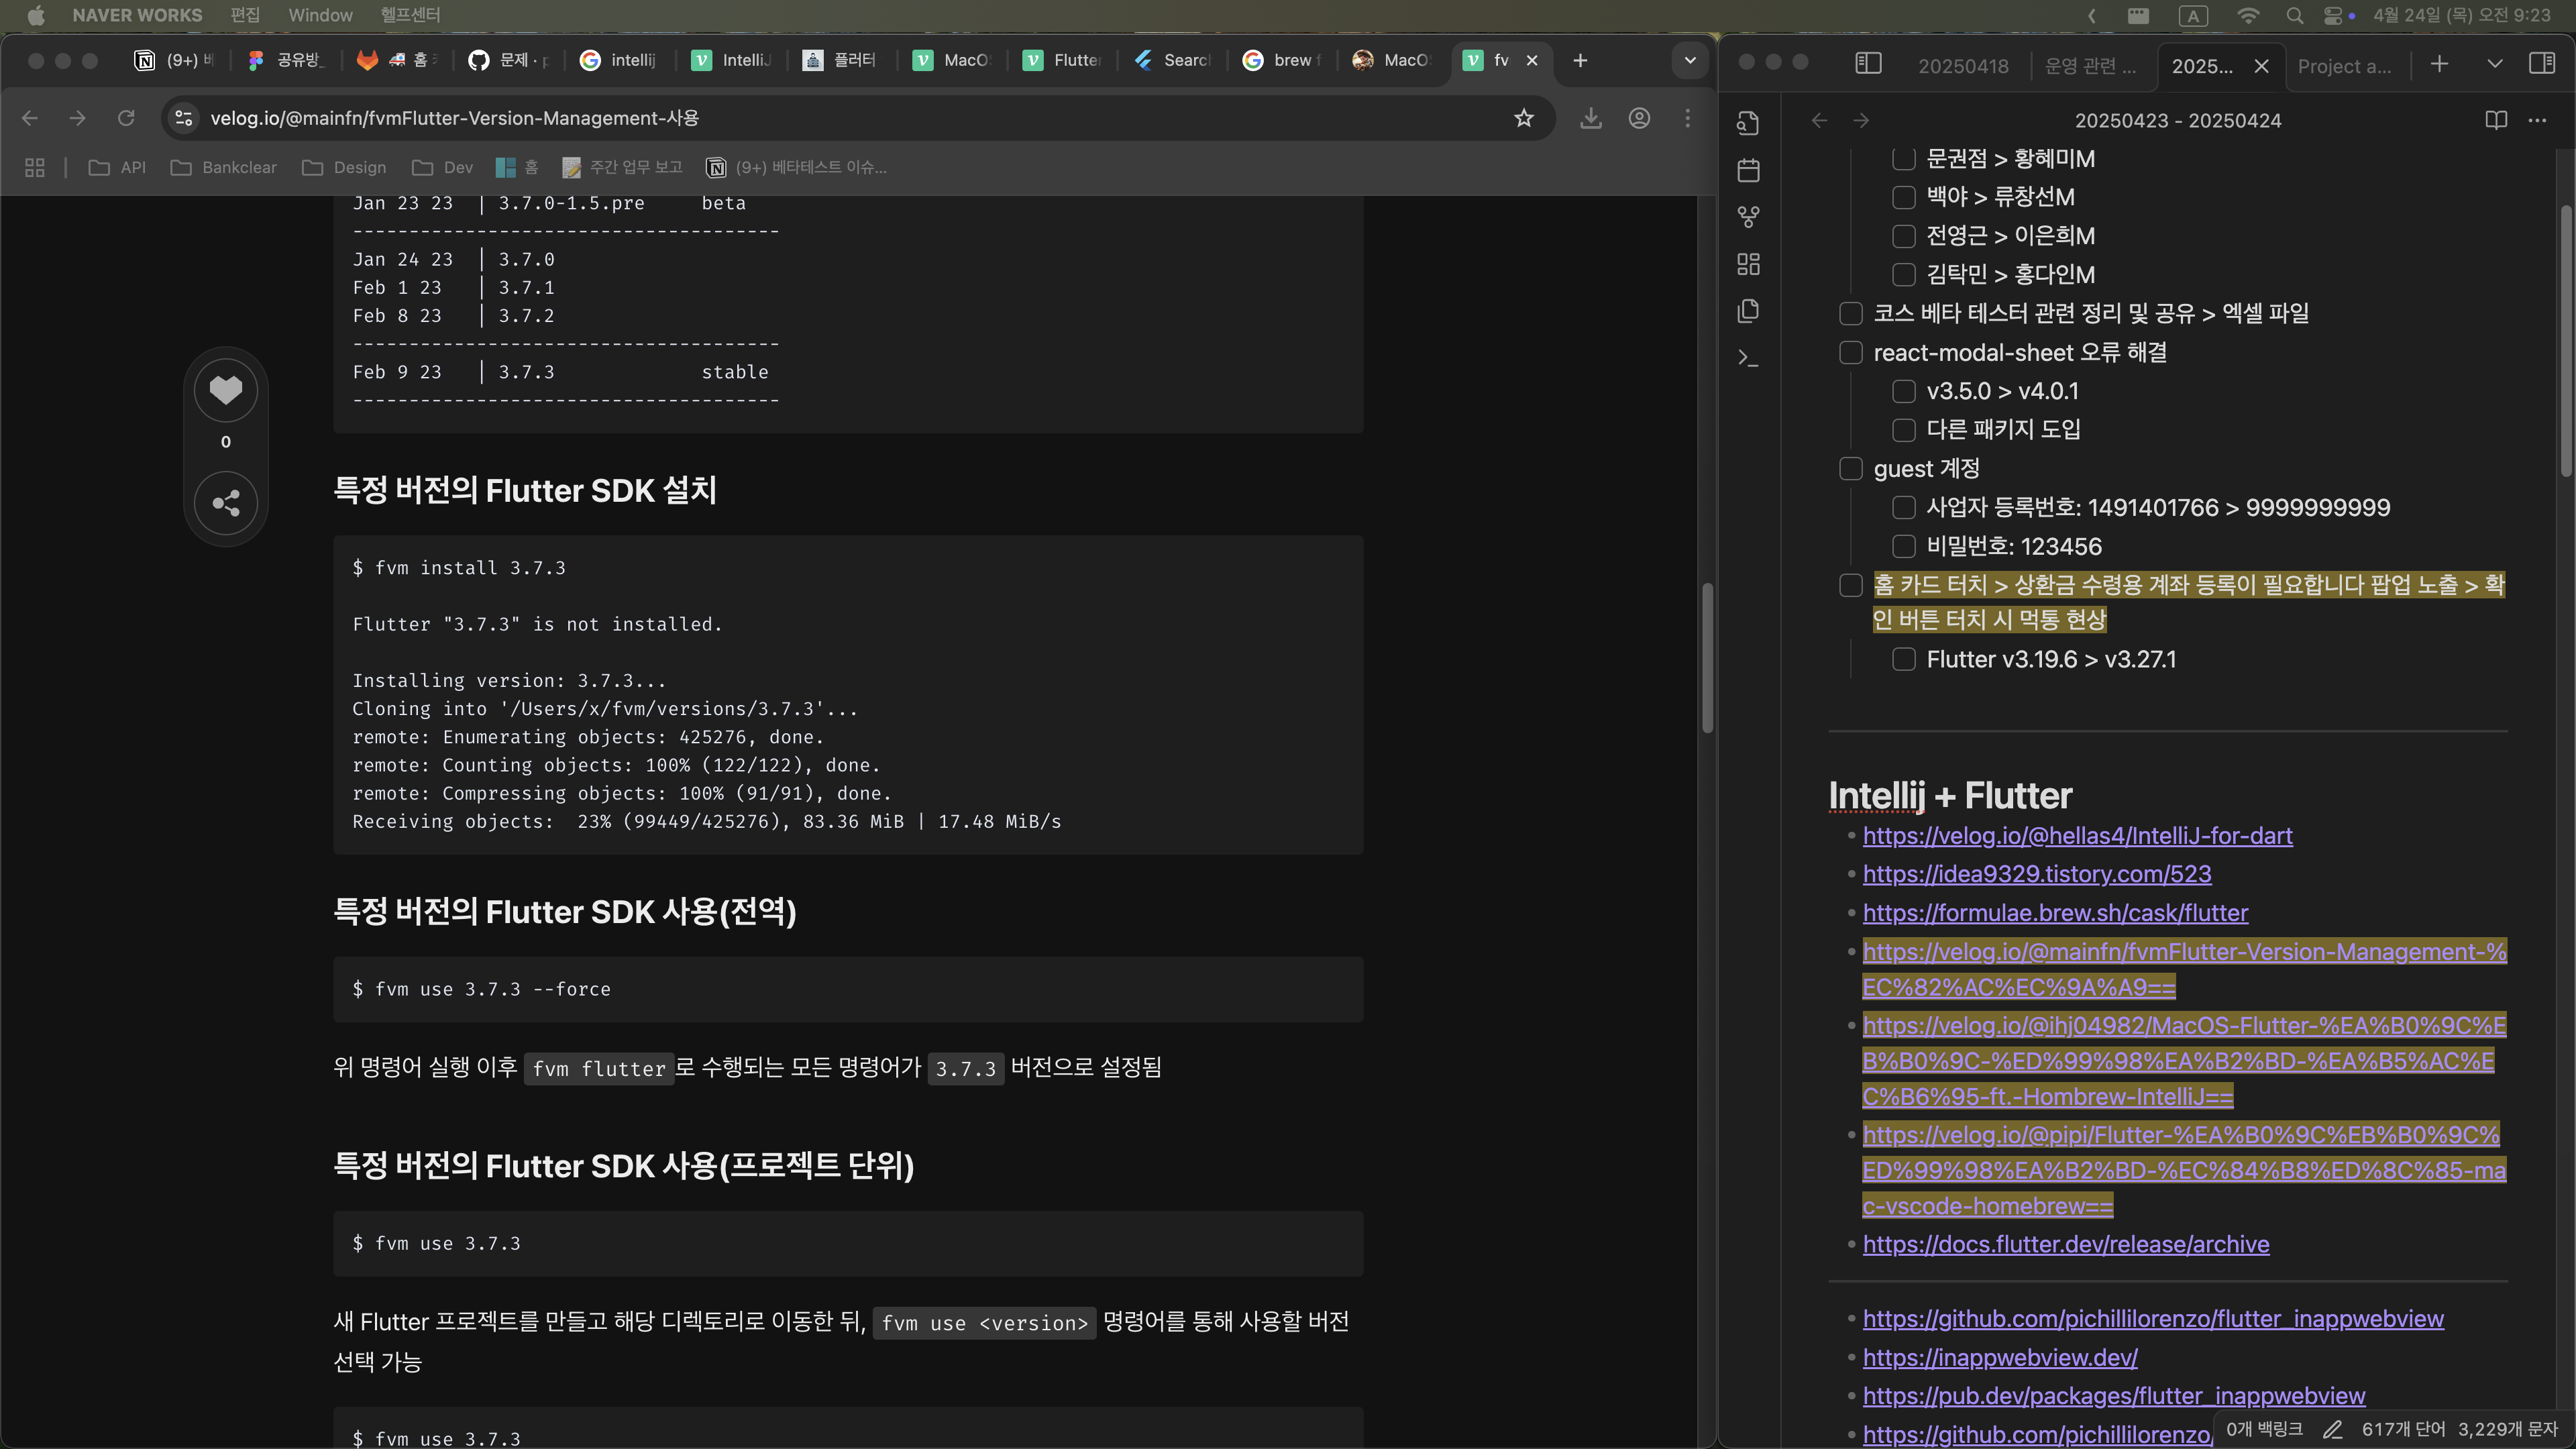 NAVER WORKS 편집 Window 헬프센터 A 4월 24일 (목) 오전 9:23
(9+) 공유방_ 홈 문제 · intellij IntelliJ 플러터 MacO Flutter Search brew f MacO fv
velog.io/@mainfn/fvmFlutter-Version-Management-사용
API Bankclear Design Dev 홈 주간 업무 보고 (9+) 베타테스트 이슈...
Jan 23 23 | 3.7.0-1.5.pre beta
--------------------------------------
Jan 24 23 | 3.7.0
Feb 1 23 | 3.7.1
Feb 8 23 | 3.7.2
--------------------------------------
Feb 9 23 | 3.7.3 stable
--------------------------------------
0
특정 버전의 Flutter SDK 설치
$ fvm install 3.7.3
Flutter "3.7.3" is not installed.
Installing version: 3.7.3...
Cloning into '/Users/x/fvm/versions/3.7.3'...
remote: Enumerating objects: 425276, done.
remote: Counting objects: 100% (122/122), done.
remote: Compressing objects: 100% (91/91), done.
Receiving objects:  23% (99449/425276), 83.36 MiB | 17.48 MiB/s
특정 버전의 Flutter SDK 사용(전역)
$ fvm use 3.7.3 --force
위 명령어 실행 이후 fvm flutter로 수행되는 모든 명령어가 3.7.3 버전으로 설정됨
특정 버전의 Flutter SDK 사용(프로젝트 단위)
$ fvm use 3.7.3
새 Flutter 프로젝트를 만들고 해당 디렉토리로 이동한 뒤, fvm use <version> 명령어를 통해 사용할 버전
선택 가능
$ fvm use 3.7.3
20250418 운영 관련 ... 2025... Project a...
20250423 - 20250424
문권점 > 황혜미M
백야 > 류창선M
전영근 > 이은희M
김탁민 > 홍다인M
코스 베타 테스터 관련 정리 및 공유 > 엑셀 파일
react-modal-sheet 오류 해결
v3.5.0 > v4.0.1
다른 패키지 도입
guest 계정
사업자 등록번호: 1491401766 > 9999999999
비밀번호: 123456
홈 카드 터치 > 상환금 수령용 계좌 등록이 필요합니다 팝업 노출 > 확
인 버튼 터치 시 먹통 현상
Flutter v3.19.6 > v3.27.1
Intellij + Flutter
https://velog.io/@hellas4/IntelliJ-for-dart
https://idea9329.tistory.com/523
https://formulae.brew.sh/cask/flutter
https://velog.io/@mainfn/fvmFlutter-Version-Management-%
EC%82%AC%EC%9A%A9==
https://velog.io/@ihj04982/MacOS-Flutter-%EA%B0%9C%E
B%B0%9C-%ED%99%98%EA%B2%BD-%EA%B5%AC%E
C%B6%95-ft.-Hombrew-IntelliJ==
https://velog.io/@pipi/Flutter-%EA%B0%9C%EB%B0%9C%
ED%99%98%EA%B2%BD-%EC%84%B8%ED%8C%85-ma
c-vscode-homebrew==
https://docs.flutter.dev/release/archive
https://github.com/pichillilorenzo/flutter_inappwebview
https://inappwebview.dev/
https://pub.dev/packages/flutter_inappwebview
https://github.com/pichillilorenzo/
0개 백링크 617개 단어 3,229개 문자